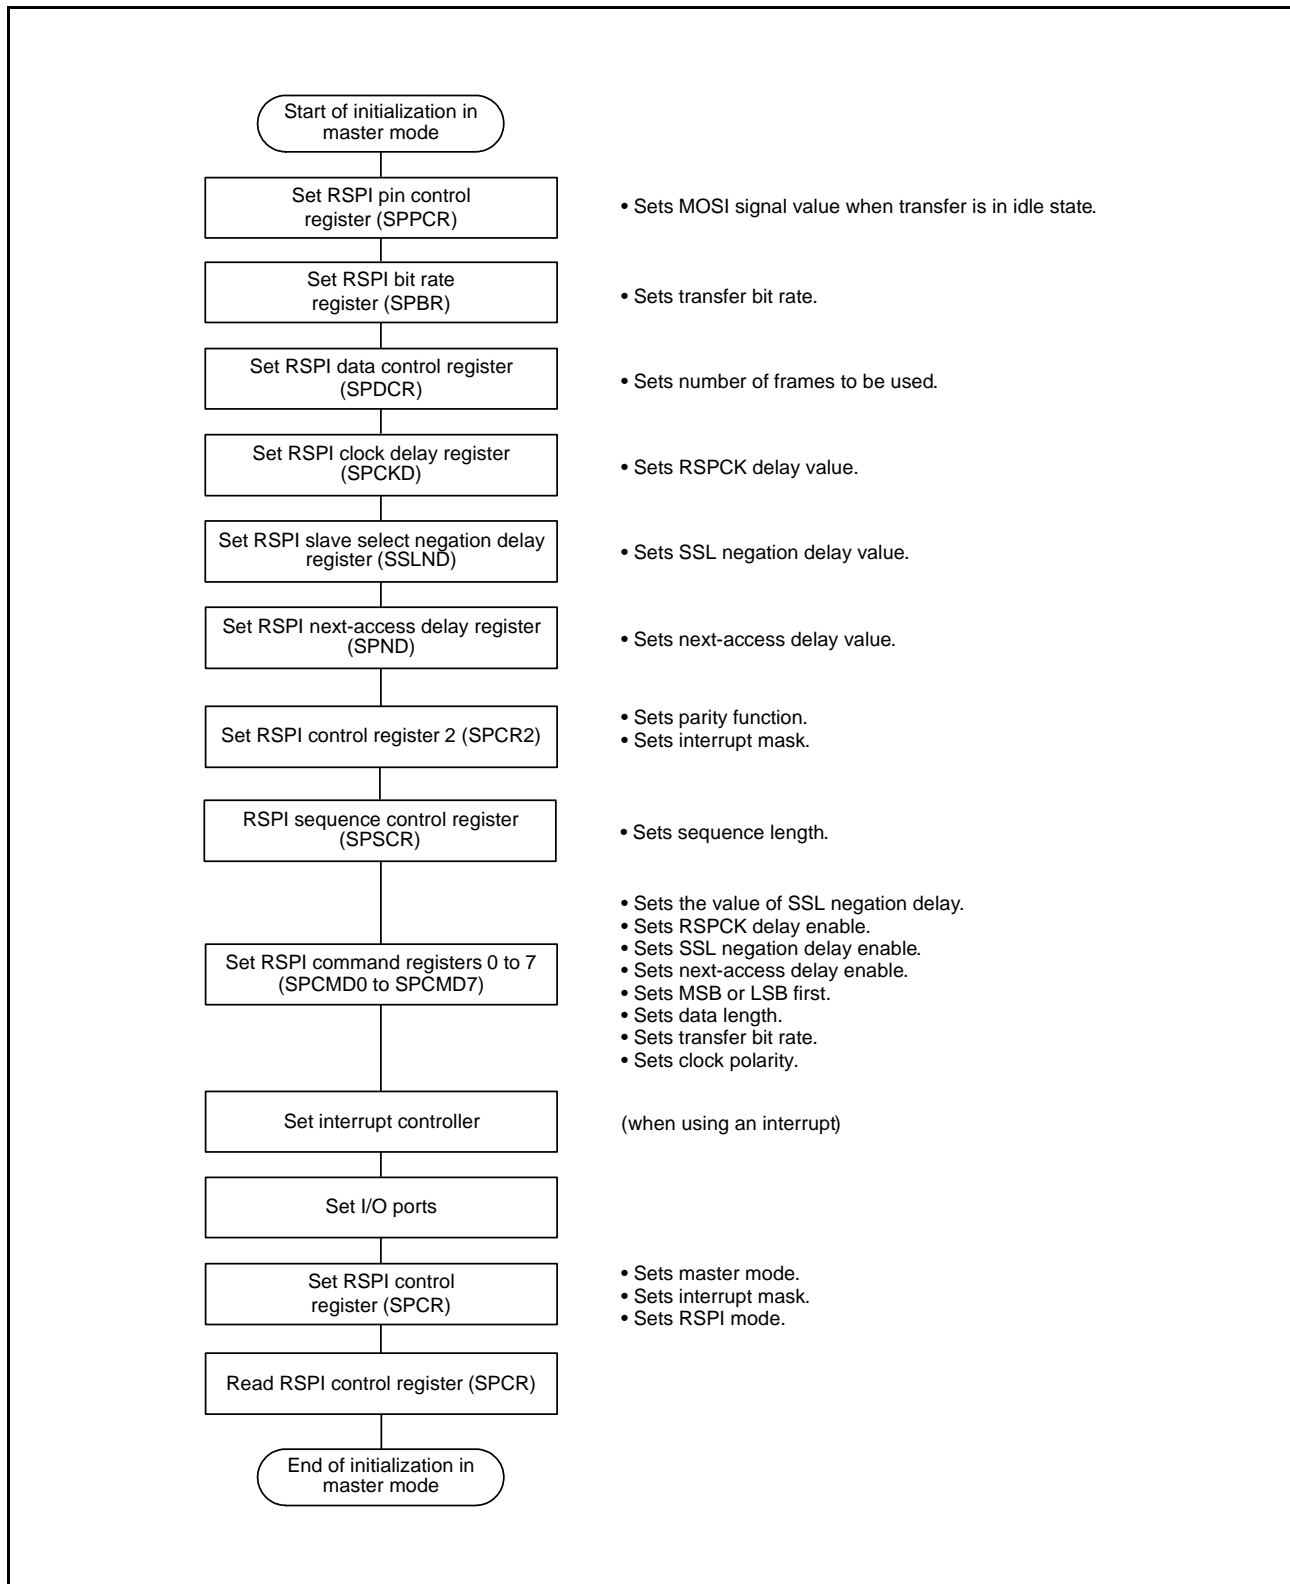 Start of initialization in
master mode
Set RSPI pin control
register (SPPCR)
• Sets MOSI signal value when transfer is in idle state.
Set RSPI bit rate
register (SPBR)
• Sets transfer bit rate.
Set RSPI data control register
(SPDCR)
• Sets number of frames to be used.
Set RSPI clock delay register
(SPCKD)
• Sets RSPCK delay value.
Set RSPI slave select negation delay
register (SSLND)
• Sets SSL negation delay value.
Set RSPI next-access delay register
(SPND)
• Sets next-access delay value.
Set RSPI control register 2 (SPCR2)
• Sets parity function.
• Sets interrupt mask.
RSPI sequence control register
(SPSCR)
• Sets sequence length.
Set RSPI command registers 0 to 7
(SPCMD0 to SPCMD7)
• Sets the value of SSL negation delay.
• Sets RSPCK delay enable.
• Sets SSL negation delay enable.
• Sets next-access delay enable.
• Sets MSB or LSB first.
• Sets data length.
• Sets transfer bit rate.
• Sets clock polarity.
Set interrupt controller
(when using an interrupt)
Set I/O ports
Set RSPI control
register (SPCR)
• Sets master mode.
• Sets interrupt mask.
• Sets RSPI mode.
Read RSPI control register (SPCR)
End of initialization in
master mode